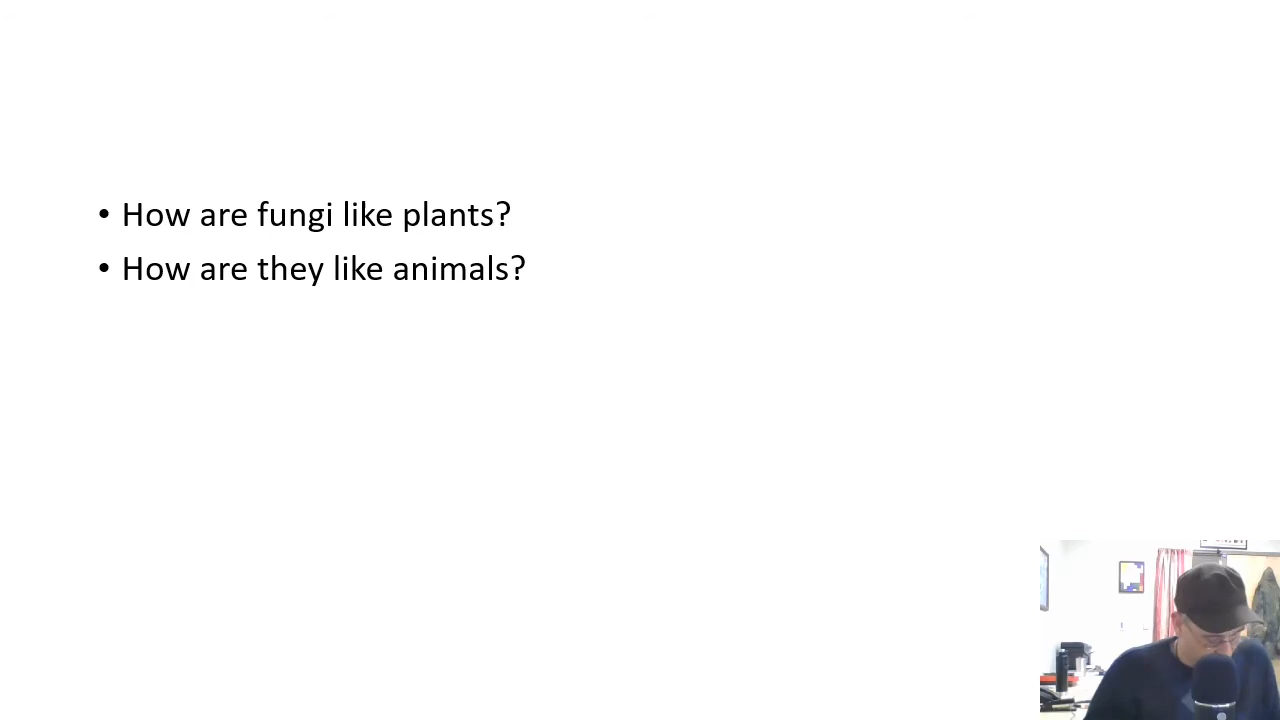 • How are fungi like plants?
• How are they like animals?